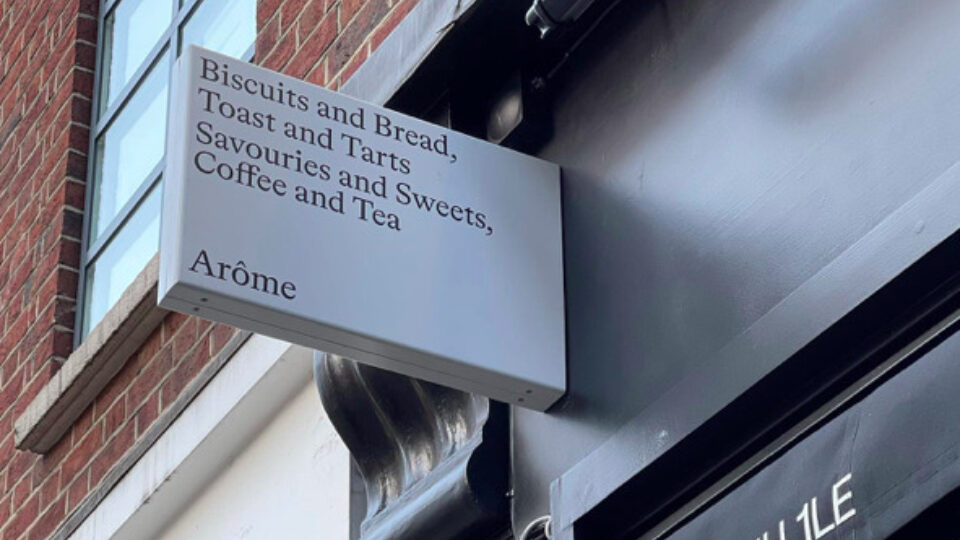 Biscuits and Bread,
Toast and Tarts
Savouries and Sweets,
Coffee and Tea
Arôme